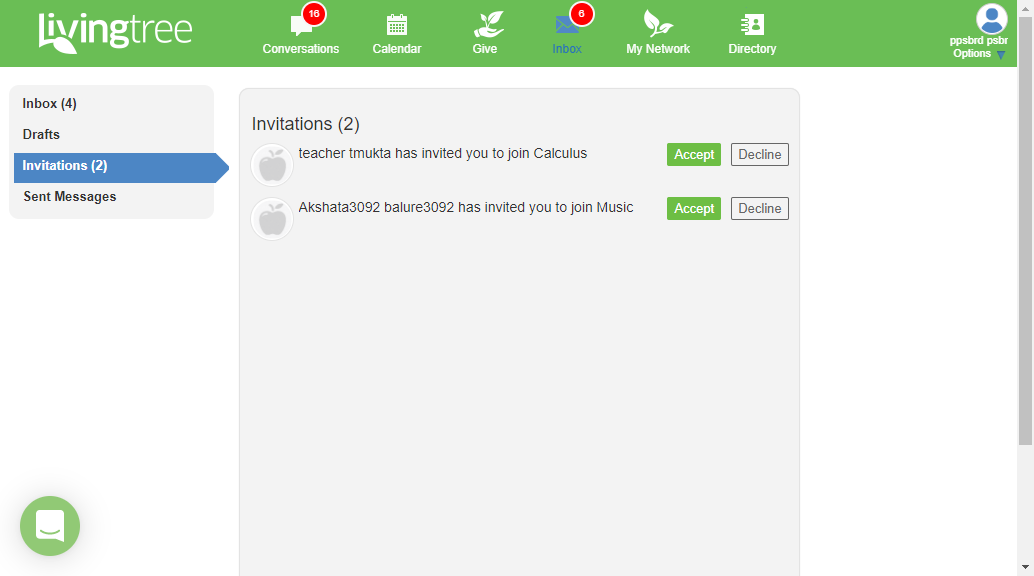 livingtree
16
Conversations
Calendar
Give
6
Inbox
My Network
Directory
ppsbrd psbr
Options
Inbox (4)
Drafts
Invitations (2)
Sent Messages
Invitations (2)
teacher tmukta has invited you to join Calculus
Accept
Decline
Akshata3092 balure3092 has invited you to join Music
Accept
Decline